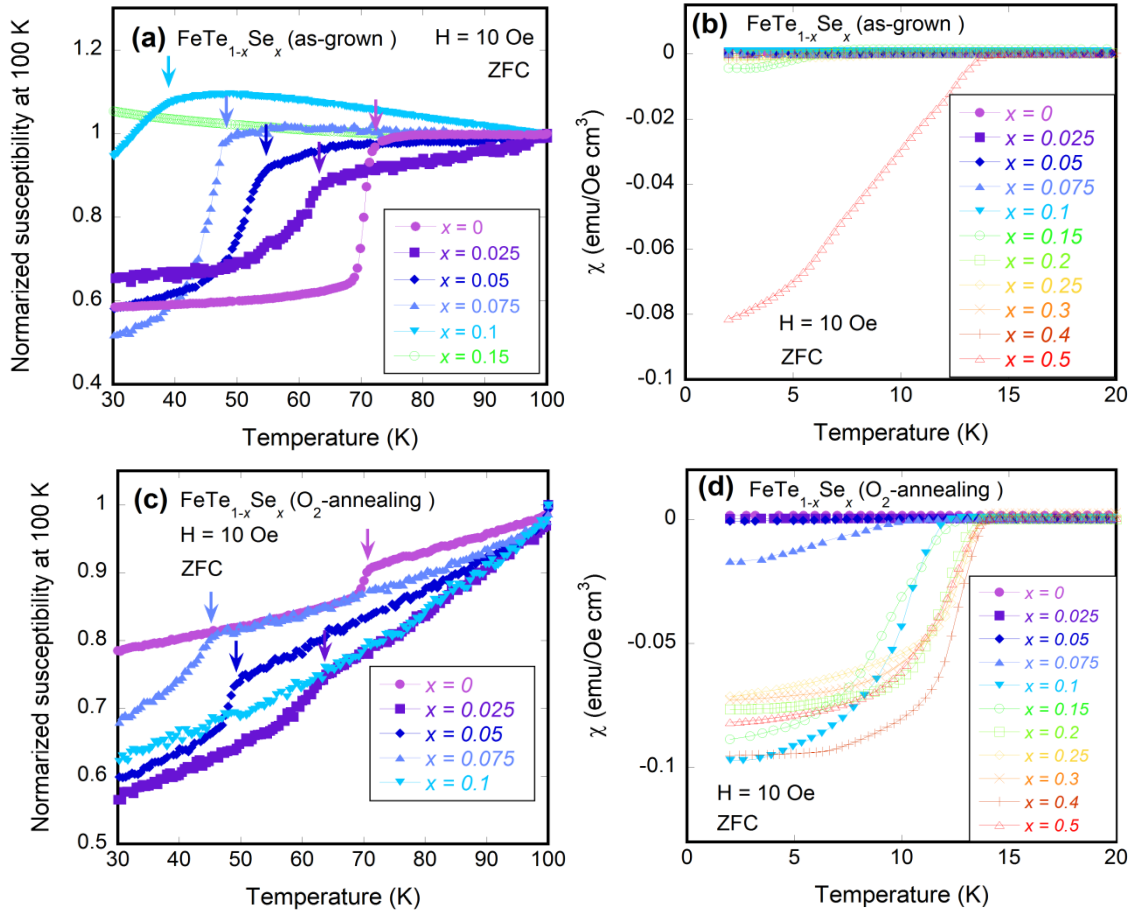 (a) FeTe1-xSex (as-grown )
H = 10 Oe
ZFC
Normarized susceptibility at 100 K
1.2
1
0.8
0.6
0.4
x = 0
x = 0.025
x = 0.05
x = 0.075
x = 0.1
x = 0.15
30 40 50 60 70 80 90 100
Temperature (K)
(b) FeTe1-xSex (as-grown )
χ (emu/Oe cm³)
0
-0.02
-0.04
-0.06
-0.08
-0.1
x = 0
x = 0.025
x = 0.05
x = 0.075
x = 0.1
x = 0.15
x = 0.2
x = 0.25
x = 0.3
x = 0.4
x = 0.5
H = 10 Oe
ZFC
0 5 10 15 20
Temperature (K)
(c) FeTe1-xSex (O2-annealing )
H = 10 Oe
ZFC
Normarized susceptibility at 100 K
1
0.9
0.8
0.7
0.6
0.5
x = 0
x = 0.025
x = 0.05
x = 0.075
x = 0.1
30 40 50 60 70 80 90 100
Temperature (K)
(d) FeTe1-xSex (O2-annealing )
χ (emu/Oe cm³)
0
-0.05
-0.1
x = 0
x = 0.025
x = 0.05
x = 0.075
x = 0.1
x = 0.15
x = 0.2
x = 0.25
x = 0.3
x = 0.4
x = 0.5
H = 10 Oe
ZFC
0 5 10 15 20
Temperature (K)